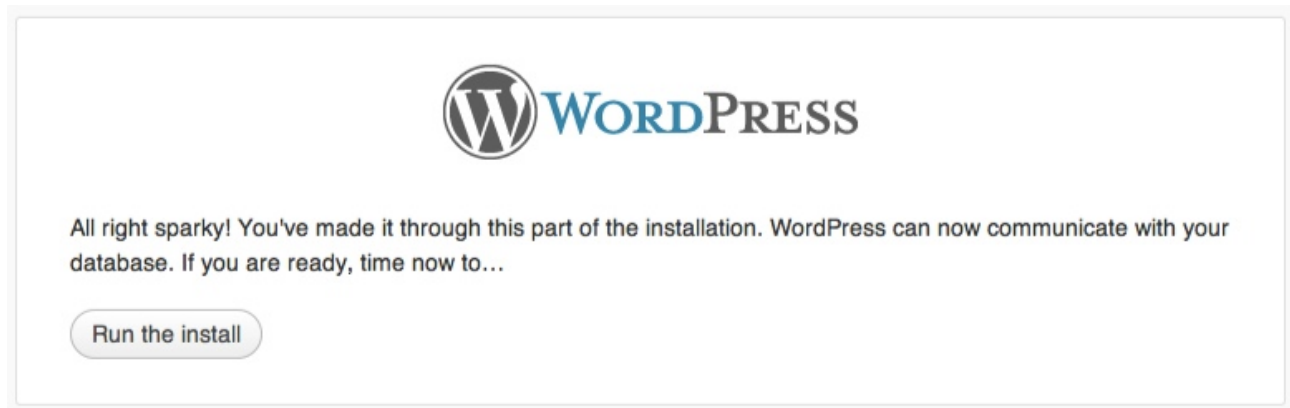 WORDPRESS
All right sparky! You've made it through this part of the installation. WordPress can now communicate with your
database. If you are ready, time now to…
Run the install